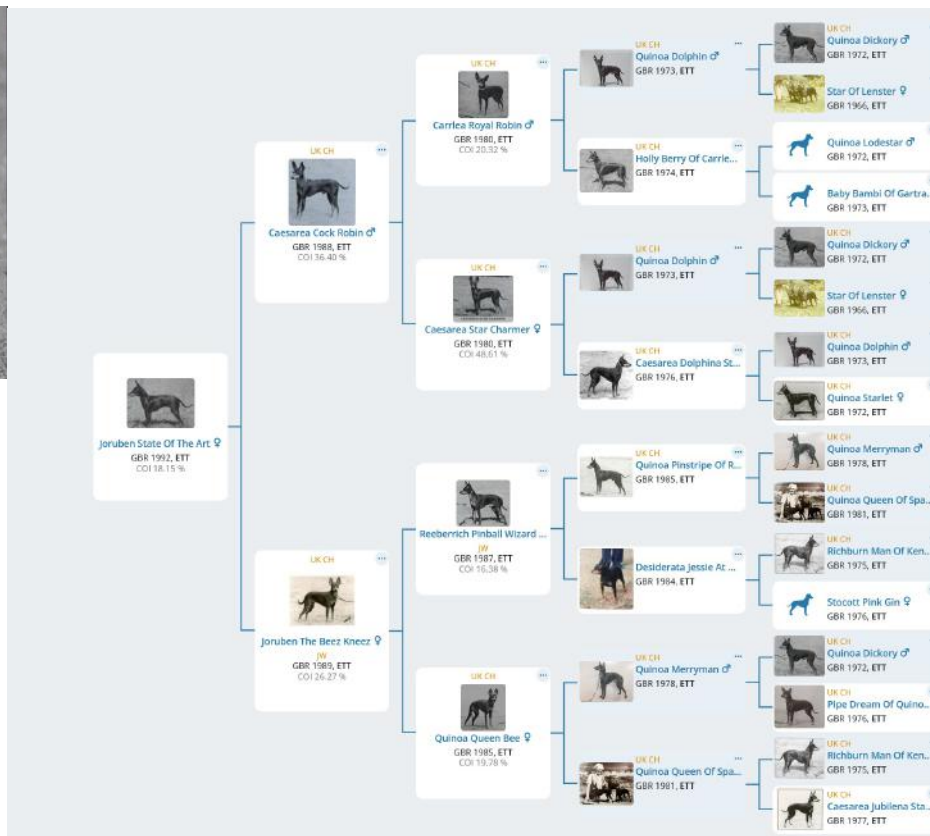 Joruben State Of The Art ♀
GBR 1992, ETT
COI 18.15 %
UK CH
Caesarea Cock Robin ♂
GBR 1988, ETT
COI 36.40 %
UK CH
Joruben The Beez Kneez ♀
JW
GBR 1989, ETT
COI 26.27 %
UK CH
Carrlea Royal Robin ♂
GBR 1980, ETT
COI 20.32 %
UK CH
Caesarea Star Charmer ♀
GBR 1980, ETT
COI 48.61 %
Reeberrich Pinball Wizard ...
JW
GBR 1987, ETT
COI 16.38 %
UK CH
Quinoa Queen Bee ♀
GBR 1985, ETT
COI 19.78 %
UK CH
Quinoa Dolphin ♂
GBR 1973, ETT
UK CH
Holly Berry Of Carrle...
GBR 1974, ETT
UK CH
Quinoa Dolphin ♂
GBR 1973, ETT
UK CH
Caesarea Dolphina St...
GBR 1976, ETT
UK CH
Quinoa Pinstripe Of R...
GBR 1985, ETT
Desiderata Jessie At ...
GBR 1984, ETT
UK CH
Quinoa Merryman ♂
GBR 1978, ETT
UK CH
Quinoa Queen Of Spa...
GBR 1981, ETT
UK CH
Quinoa Dickory ♂
GBR 1972, ETT
Star Of Lenster ♀
GBR 1966, ETT
Quinoa Lodestar ♂
GBR 1972, ETT
Baby Bambi Of Gartra..
GBR 1973, ETT
UK CH
Quinoa Dickory ♂
GBR 1972, ETT
Star Of Lenster ♀
GBR 1966, ETT
UK CH
Quinoa Dolphin ♂
GBR 1973, ETT
UK CH
Quinoa Starlet ♀
GBR 1972, ETT
UK CH
Quinoa Merryman ♂
GBR 1978, ETT
UK CH
Quinoa Queen Of Spa..
GBR 1981, ETT
UK CH
Richburn Man Of Ken..
GBR 1975, ETT
Stocott Pink Gin ♀
GBR 1976, ETT
UK CH
Quinoa Dickory ♂
GBR 1972, ETT
UK CH
Pipe Dream Of Quino..
GBR 1976, ETT
UK CH
Richburn Man Of Ken..
GBR 1975, ETT
UK CH
Caesarea Jubilena Sta..
GBR 1977, ETT